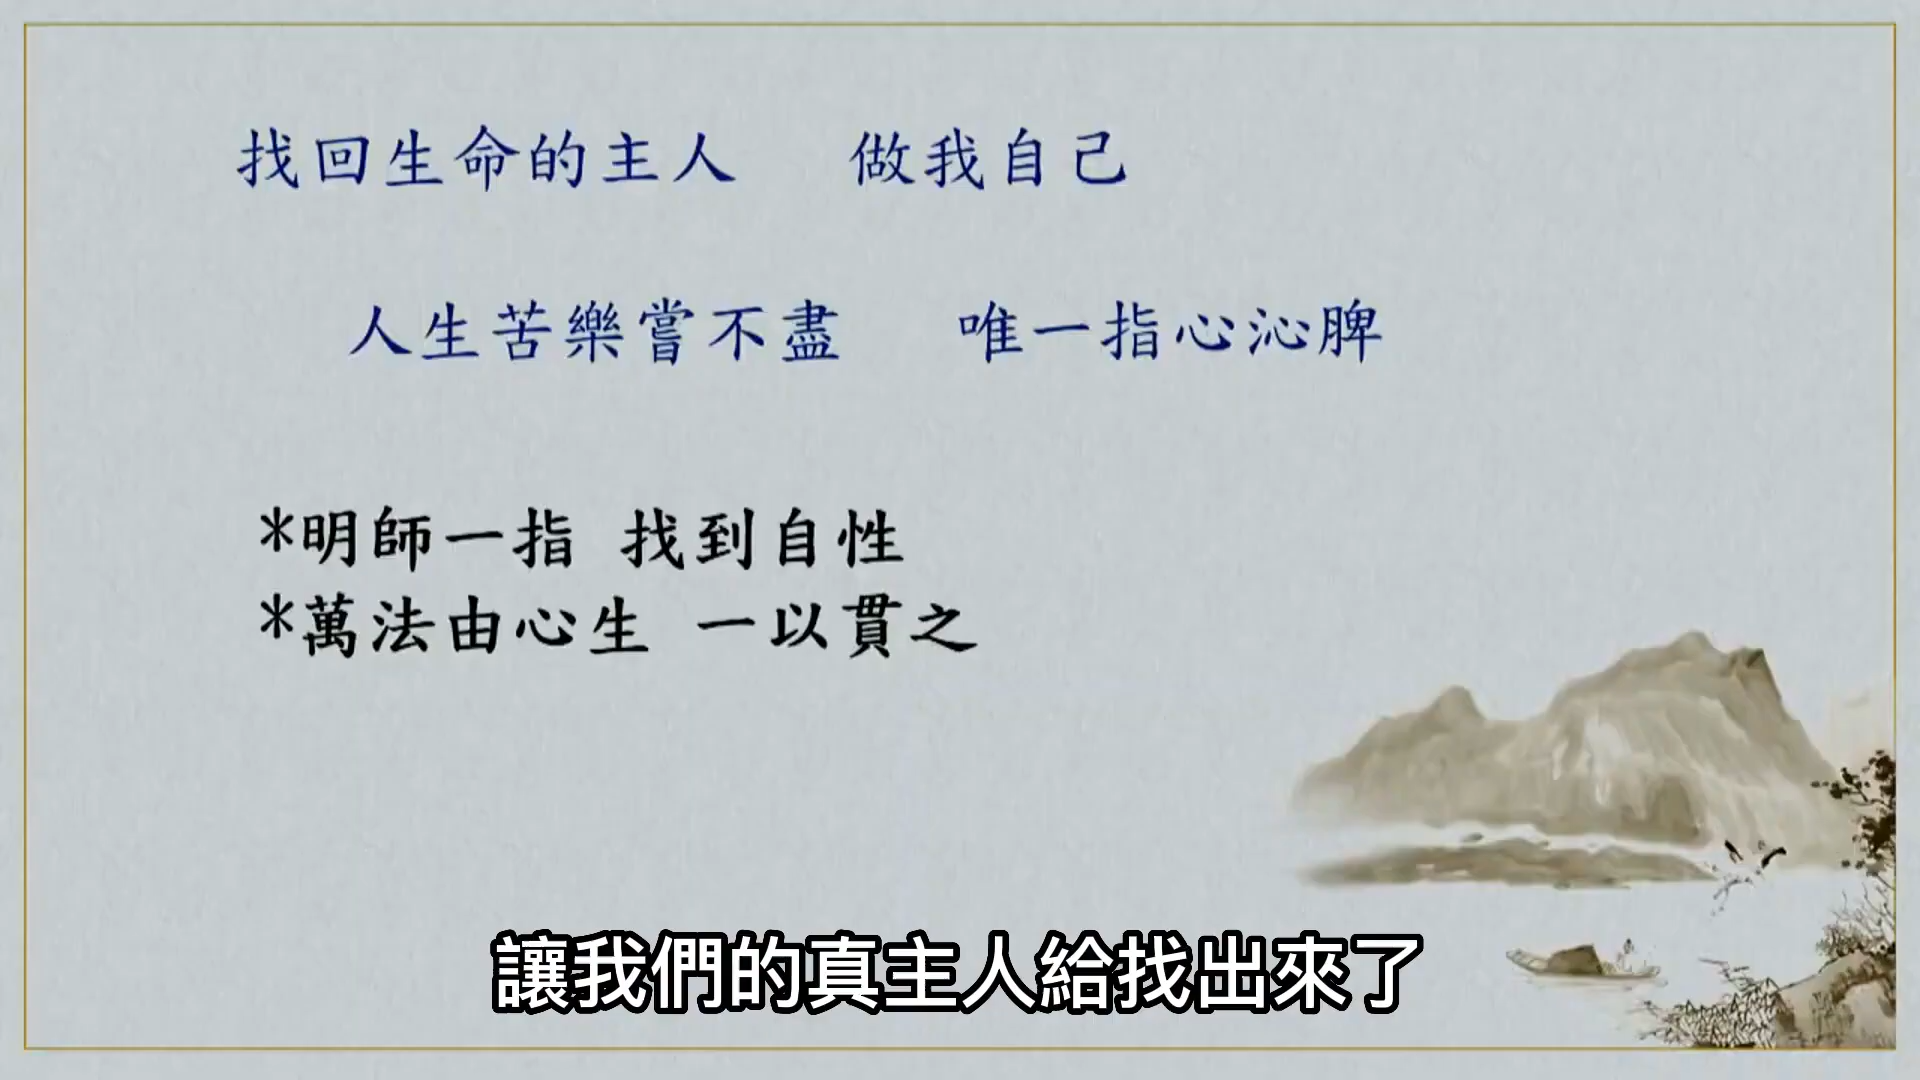 找回生命的主人 做我自己
人生苦樂嘗不盡 唯一指心沁脾
*明師一指 找到自性
*萬法由心生 一以貫之
讓我們的真主人給找出來了